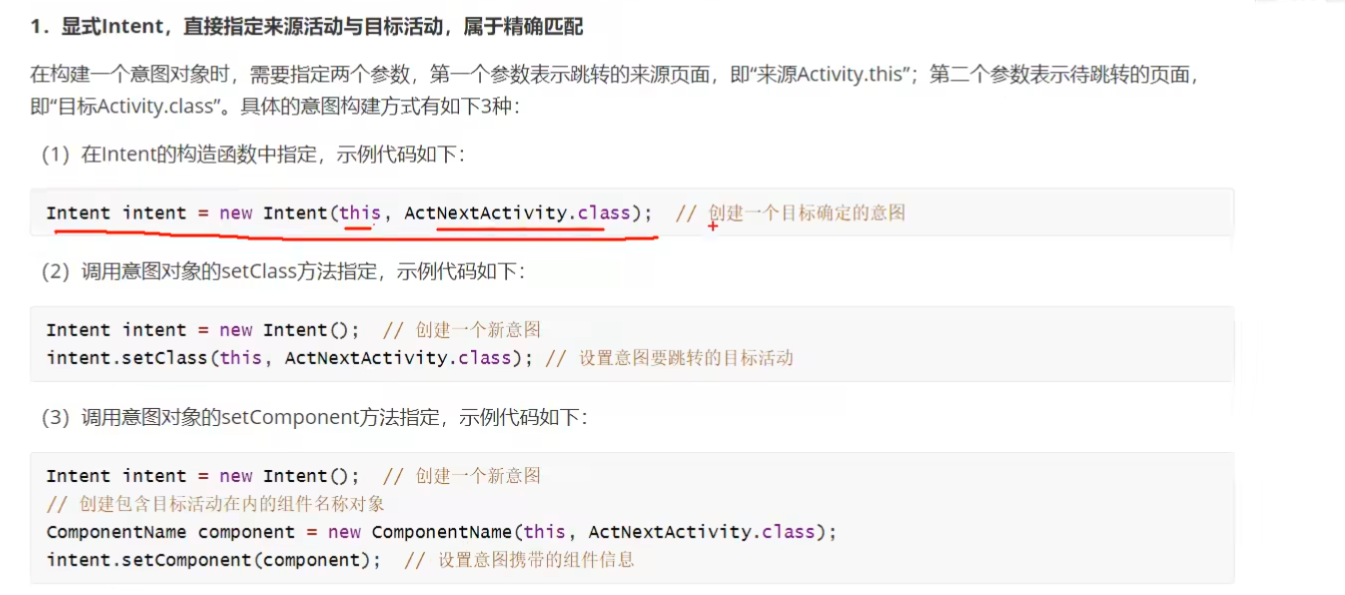 1. 显式Intent，直接指定来源活动与目标活动，属于精确匹配
在构建一个意图对象时，需要指定两个参数，第一个参数表示跳转的来源页面，即“来源Activity.this”；第二个参数表示待跳转的页面，
即“目标Activity.class”。具体的意图构建方式有如下3种：
（1）在Intent的构造函数中指定，示例代码如下：
Intent intent = new Intent(this, ActNextActivity.class);  // 创建一个目标确定的意图
（2）调用意图对象的setClass方法指定，示例代码如下：
Intent intent = new Intent();  // 创建一个新意图
intent.setClass(this, ActNextActivity.class); // 设置意图要跳转的目标活动
（3）调用意图对象的setComponent方法指定，示例代码如下：
Intent intent = new Intent();  // 创建一个新意图
// 创建包含目标活动在内的组件名称对象
ComponentName component = new ComponentName(this, ActNextActivity.class);
intent.setComponent(component);  // 设置意图携带的组件信息